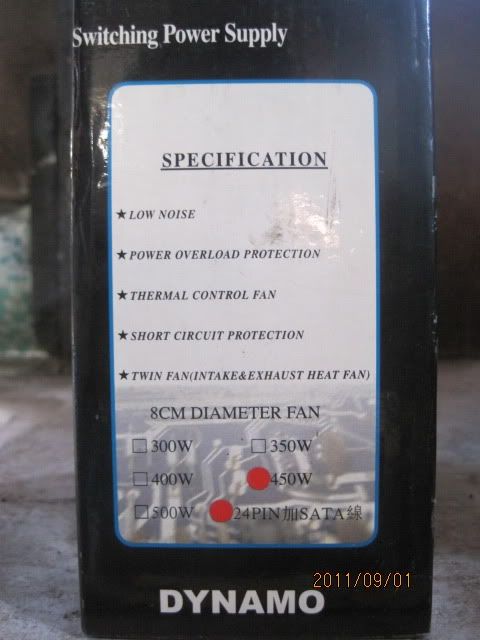 Switching Power Supply
SPECIFICATION
★LOW NOISE
★POWER OVERLOAD PROTECTION
★THERMAL CONTROL FAN
★SHORT CIRCUIT PROTECTION
★TWIN FAN(INTAKE&EXHAUST HEAT FAN)
8CM DIAMETER FAN
□300W □350W
□400W 450W
□500W 24PIN加SATA線
DYNAMO
2011/09/01